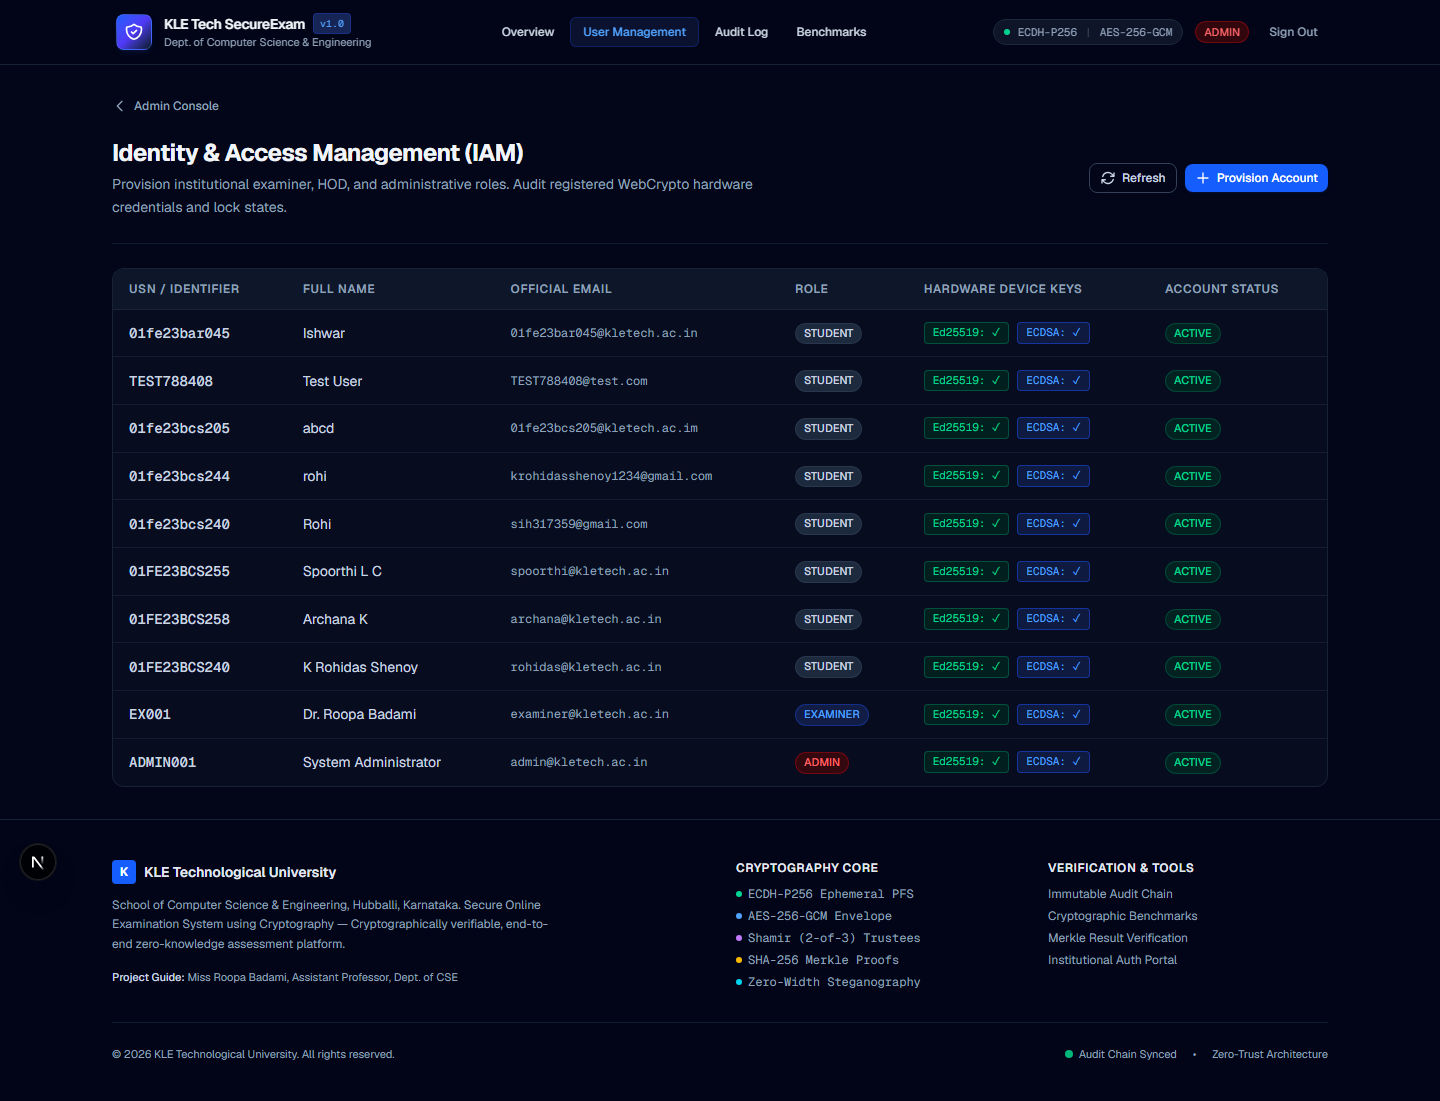 KLE Tech SecureExam v1.0
Dept. of Computer Science & Engineering
Overview User Management Audit Log Benchmarks
ECDH-P256 | AES-256-GCM ADMIN Sign Out
Admin Console
Identity & Access Management (IAM)
Provision institutional examiner, HOD, and administrative roles. Audit registered WebCrypto hardware
credentials and lock states.
Refresh Provision Account
USN / IDENTIFIER FULL NAME OFFICIAL EMAIL ROLE HARDWARE DEVICE KEYS ACCOUNT STATUS
01fe23bar045 Ishwar 01fe23bar045@kletech.ac.in STUDENT Ed25519: ✓ ECDSA: ✓ ACTIVE
TEST788408 Test User TEST788408@test.com STUDENT Ed25519: ✓ ECDSA: ✓ ACTIVE
01fe23bcs205 abcd 01fe23bcs205@kletech.ac.im STUDENT Ed25519: ✓ ECDSA: ✓ ACTIVE
01fe23bcs244 rohi krohidasshenoy1234@gmail.com STUDENT Ed25519: ✓ ECDSA: ✓ ACTIVE
01fe23bcs240 Rohi sih317359@gmail.com STUDENT Ed25519: ✓ ECDSA: ✓ ACTIVE
01FE23BCS255 Spoorthi L C spoorthi@kletech.ac.in STUDENT Ed25519: ✓ ECDSA: ✓ ACTIVE
01FE23BCS258 Archana K archana@kletech.ac.in STUDENT Ed25519: ✓ ECDSA: ✓ ACTIVE
01FE23BCS240 K Rohidas Shenoy rohidas@kletech.ac.in STUDENT Ed25519: ✓ ECDSA: ✓ ACTIVE
EX001 Dr. Roopa Badami examiner@kletech.ac.in EXAMINER Ed25519: ✓ ECDSA: ✓ ACTIVE
ADMIN001 System Administrator admin@kletech.ac.in ADMIN Ed25519: ✓ ECDSA: ✓ ACTIVE
N
K KLE Technological University
School of Computer Science & Engineering, Hubballi, Karnataka. Secure Online
Examination System using Cryptography — Cryptographically verifiable, end-to-
end zero-knowledge assessment platform.
Project Guide: Miss Roopa Badami, Assistant Professor, Dept. of CSE
CRYPTOGRAPHY CORE
ECDH-P256 Ephemeral PFS
AES-256-GCM Envelope
Shamir (2-of-3) Trustees
SHA-256 Merkle Proofs
Zero-Width Steganography
VERIFICATION & TOOLS
Immutable Audit Chain
Cryptographic Benchmarks
Merkle Result Verification
Institutional Auth Portal
© 2026 KLE Technological University. All rights reserved.
Audit Chain Synced • Zero-Trust Architecture